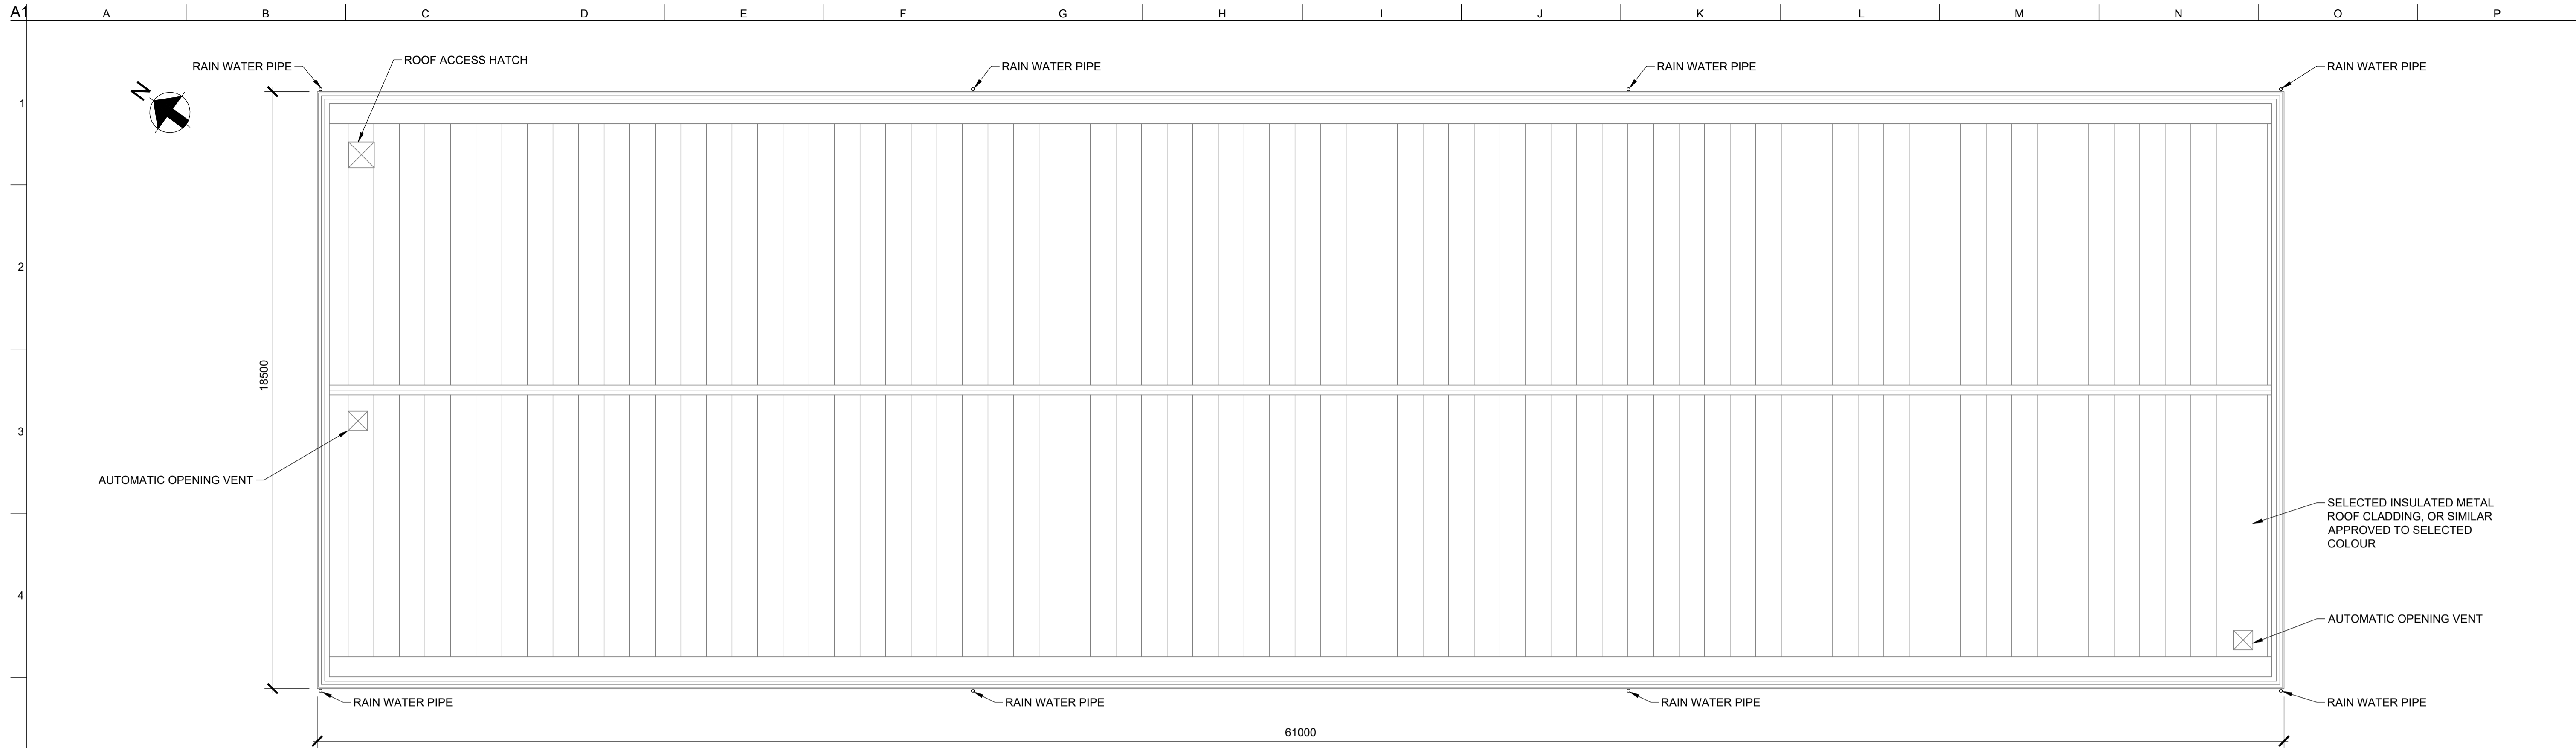 A1
A B C D E F G H I J K L M N O P
RAIN WATER PIPE
ROOF ACCESS HATCH
RAIN WATER PIPE
RAIN WATER PIPE
RAIN WATER PIPE
N
1
2
18500
3
AUTOMATIC OPENING VENT
SELECTED INSULATED METAL
ROOF CLADDING, OR SIMILAR
APPROVED TO SELECTED
COLOUR
4
AUTOMATIC OPENING VENT
RAIN WATER PIPE
RAIN WATER PIPE
RAIN WATER PIPE
RAIN WATER PIPE
61000